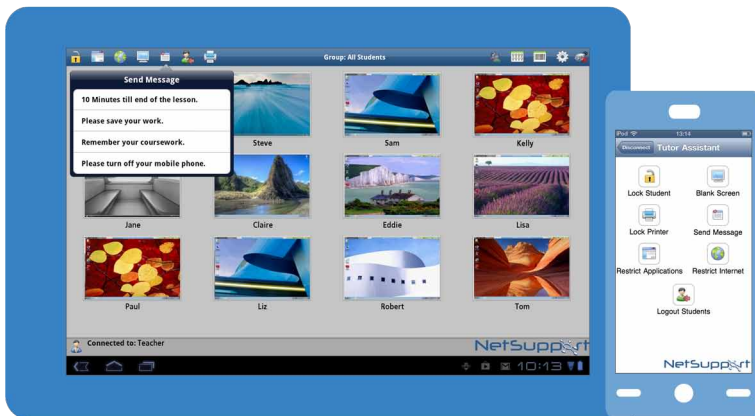 Group: All Students
Send Message
10 Minutes till end of the lesson.
Please save your work.
Remember your coursework.
Please turn off your mobile phone.
Steve
Sam
Kelly
Jane
Claire
Eddie
Lisa
Paul
Liz
Robert
Tom
Connected to: Teacher
NetSupport
10:13
iPod
13:14
Disconnect
Tutor Assistant
Lock Student
Blank Screen
Lock Printer
Send Message
Restrict Applications
Restrict Internet
Logout Students
NetSupport